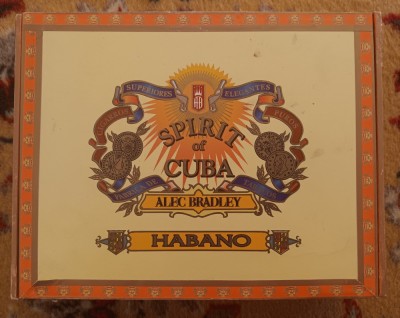 SUPERIORES ELEGANTES
SPIRIT
of
CUBA
ALEC BRADLEY
HABANO